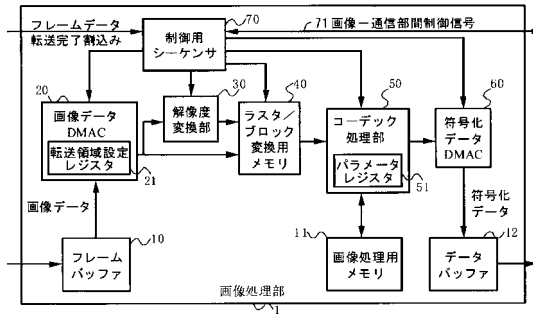 フレームデータ
転送完了割込み
制御用
シーケンサ
70
71画像－通信部間制御信号
20
画像データ
DMAC
転送領域設定
レジスタ
21
30
解像度
変換部
40
ラスタ／
ブロック
変換用
メモリ
50
コーデック
処理部
パラメータ
レジスタ
51
60
符号化
データ
DMAC
画像データ
符号化
データ
10
フレーム
バッファ
11
画像処理用
メモリ
12
データ
バッファ
画像処理部
1